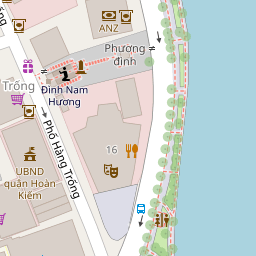 ANZ
Phương
đình
Trống
Đình Nam
Hương
Phố Hàng Trống
16
UBND
quận Hoàn
Kiếm